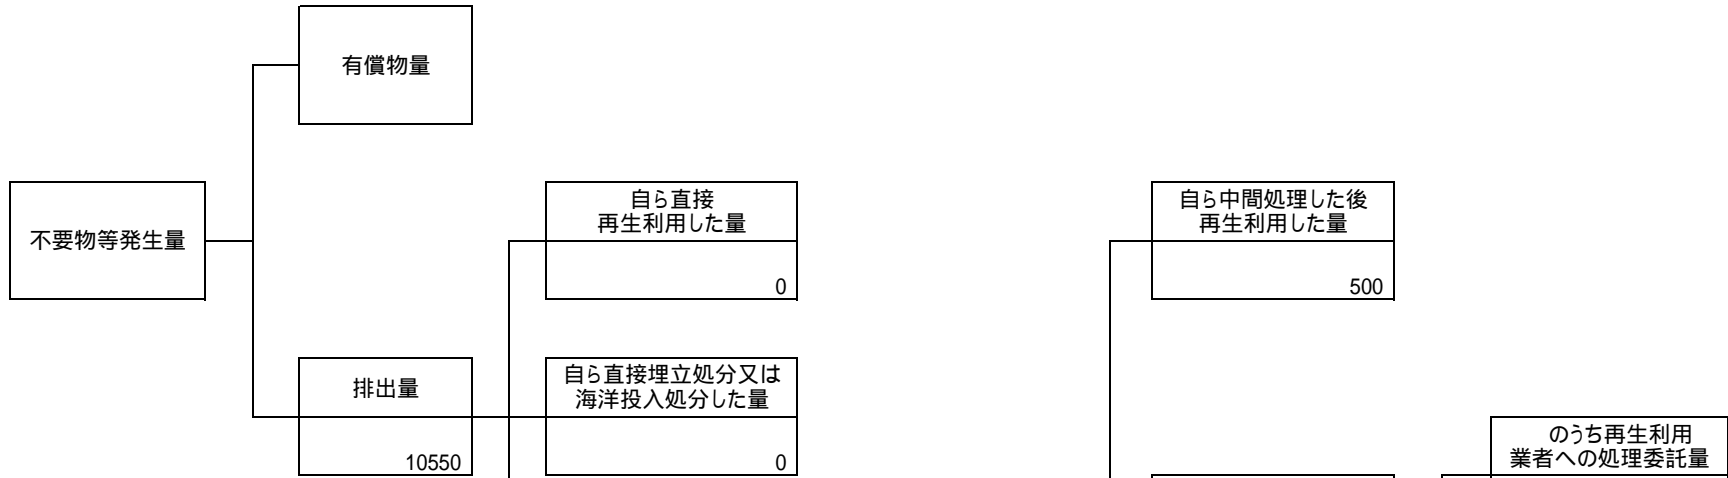 有償物量
不要物等発生量
自ら直接
再生利用した量
0
自ら中間処理した後
再生利用した量
500
排出量
10550
自ら直接埋立処分又は
海洋投入処分した量
0
のうち再生利用
業者への処理委託量